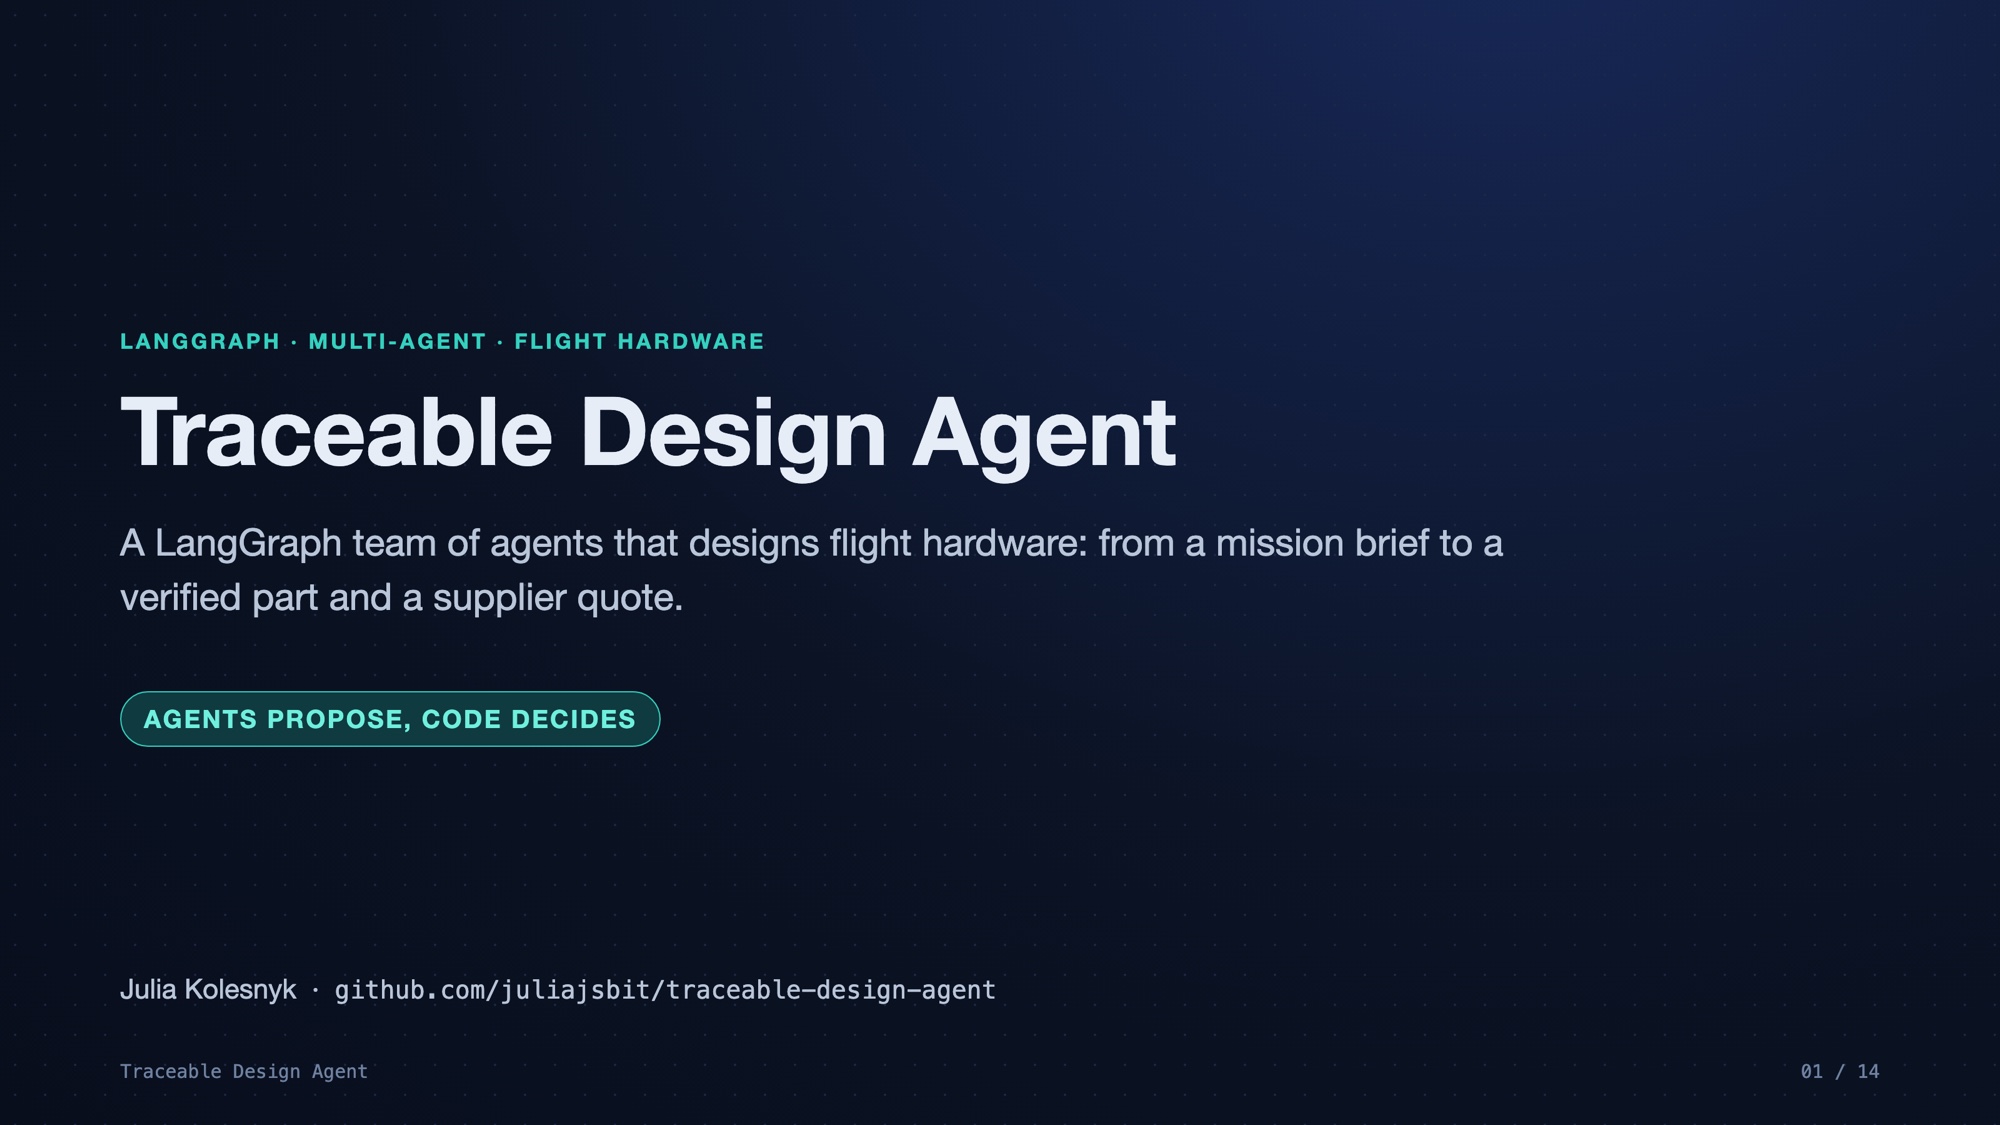 LANGGRAPH · MULTI-AGENT · FLIGHT HARDWARE
Traceable Design Agent
A LangGraph team of agents that designs flight hardware: from a mission brief to a
verified part and a supplier quote.
AGENTS PROPOSE, CODE DECIDES
Julia Kolesnyk · github.com/juliajsbit/traceable-design-agent
Traceable Design Agent
01 / 14